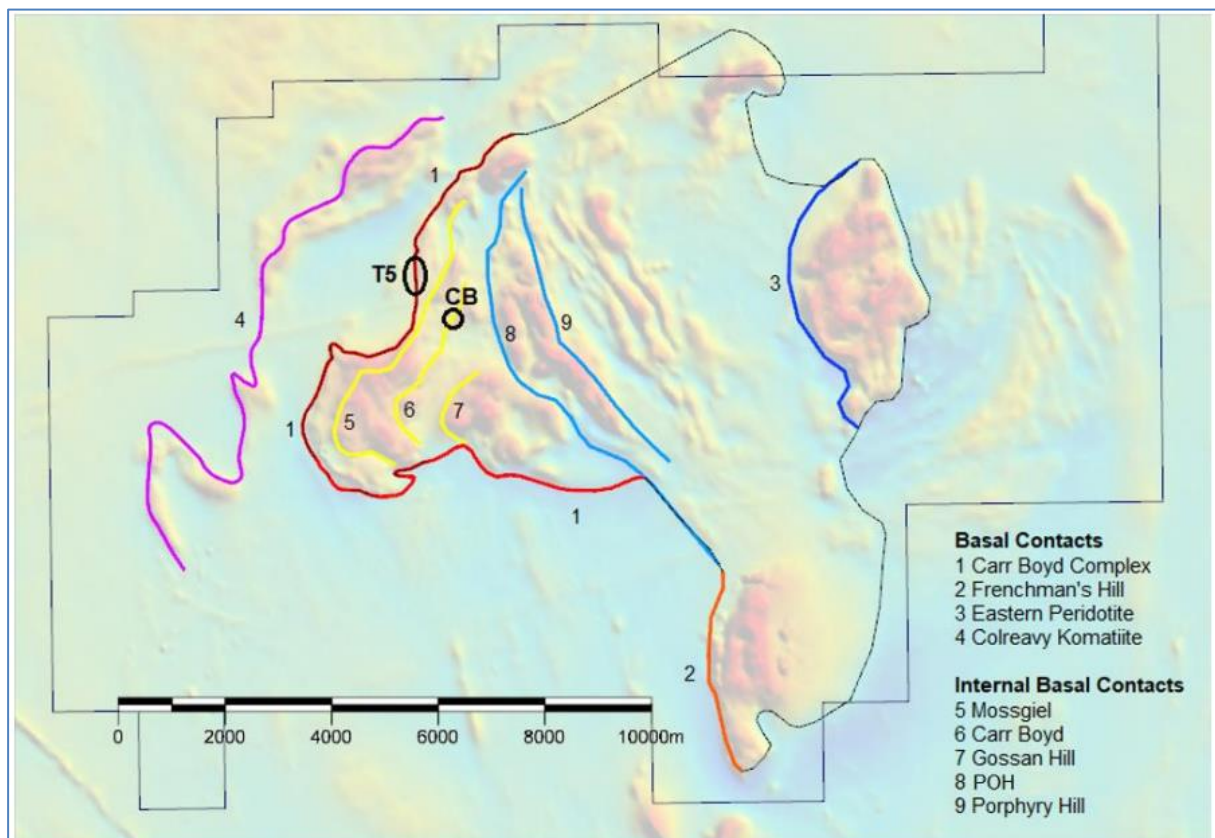 1
T5
CB
4
3
8
9
5
6
7
1
1
2
0 2000 4000 6000 8000 10000m
Basal Contacts
1 Carr Boyd Complex
2 Frenchman's Hill
3 Eastern Peridotite
4 Colreavy Komatiite
Internal Basal Contacts
5 Mossgiel
6 Carr Boyd
7 Gossan Hill
8 POH
9 Porphyry Hill